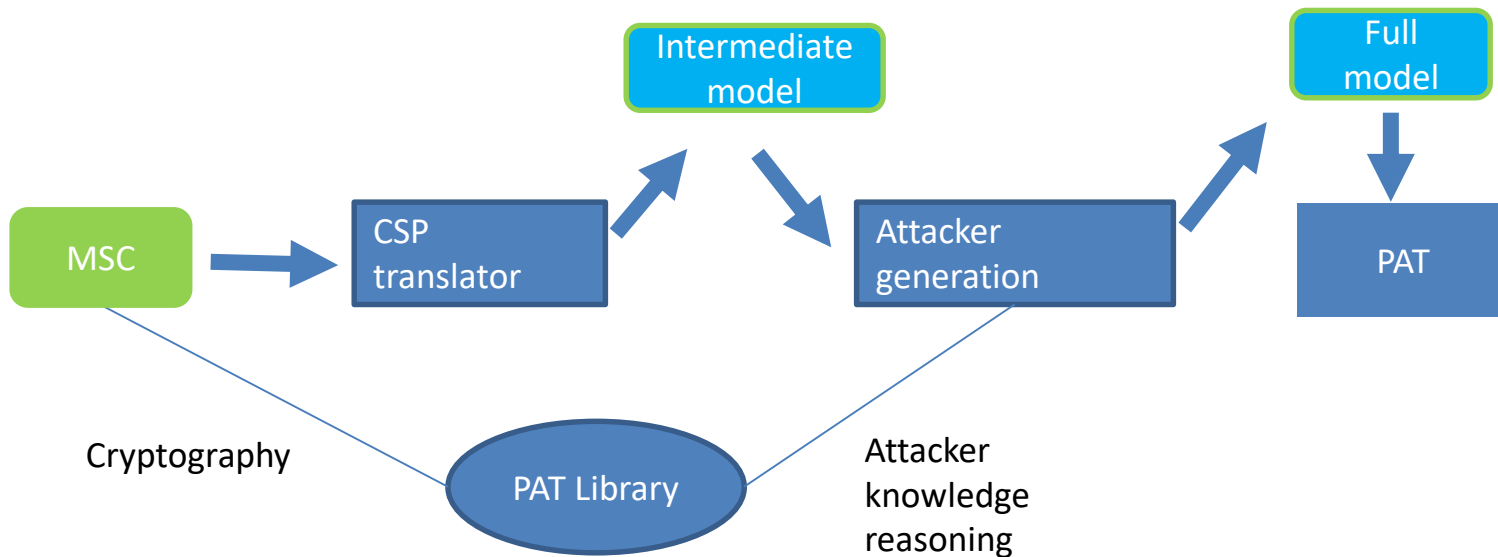 Intermediate
model
Full
model
MSC
CSP
translator
Attacker
generation
PAT
Cryptography
PAT Library
Attacker
knowledge
reasoning